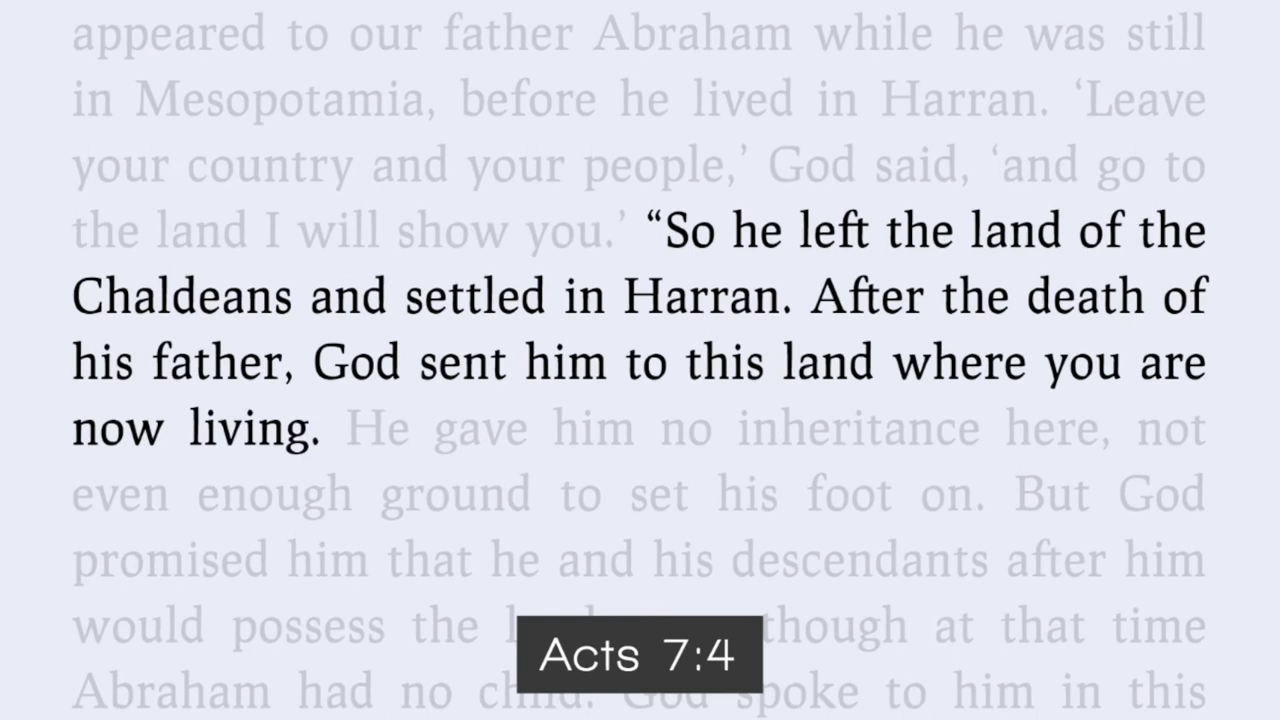 appeared to our father Abraham while he was still
in Mesopotamia, before he lived in Harran. ‘Leave
your country and your people,’ God said, ‘and go to
the land I will show you.’ “So he left the land of the
Chaldeans and settled in Harran. After the death of
his father, God sent him to this land where you are
now living. He gave him no inheritance here, not
even enough ground to set his foot on. But God
promised him that he and his descendants after him
would possess the though at that time
Abraham had no child. God spoke to him in this
Acts 7:4